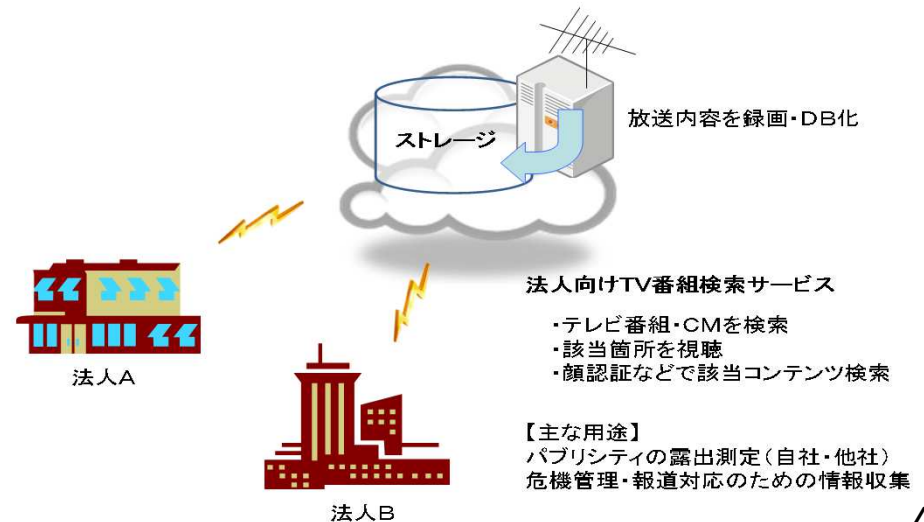 放送内容を録画・DB化
ストレージ
法人向けTV番組検索サービス
・テレビ番組・CMを検索
・該当箇所を視聴
・顔認証などで該当コンテンツ検索
法人A
【主な用途】
パブリシティの露出測定(自社・他社)
危機管理・報道対応のための情報収集
法人B